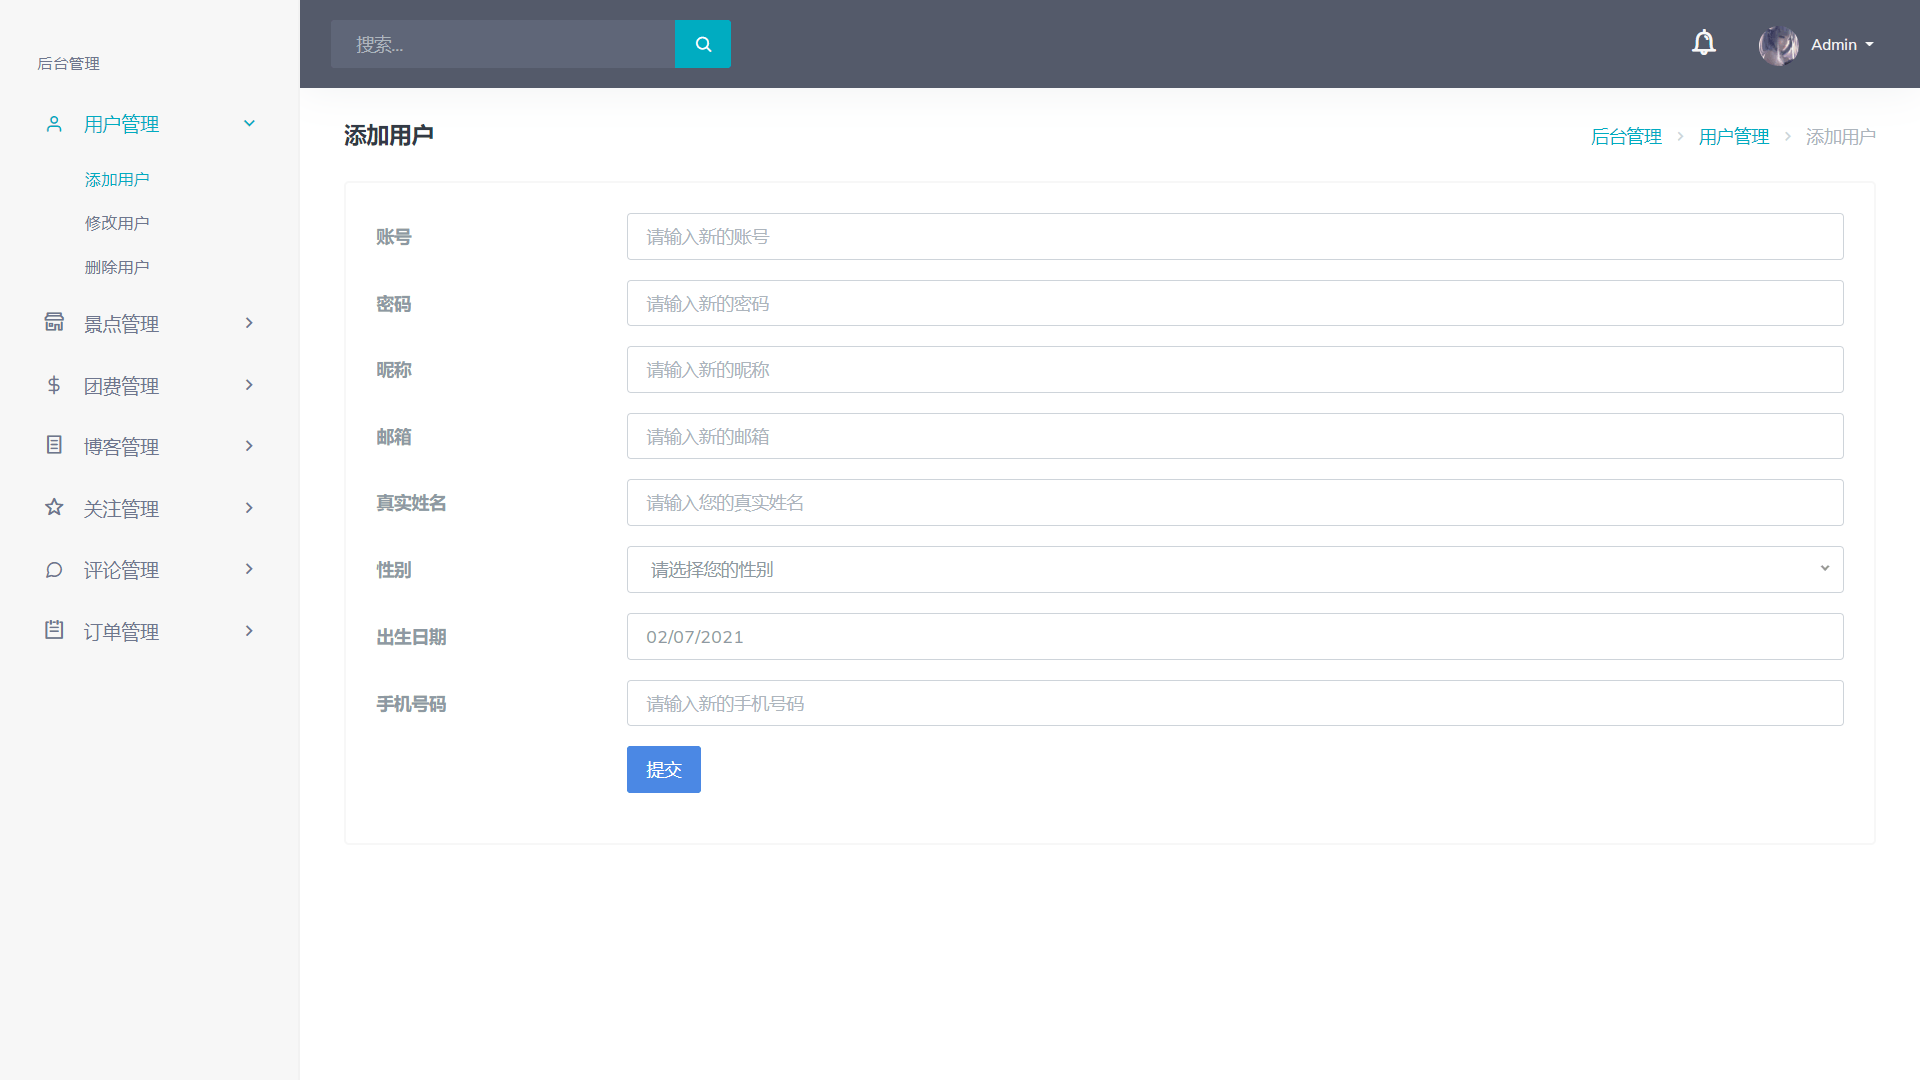 后台管理
用户管理
添加用户
修改用户
删除用户
景点管理
团费管理
博客管理
关注管理
评论管理
订单管理
搜索...
Admin
添加用户
后台管理 > 用户管理 > 添加用户
账号 请输入新的账号
密码 请输入新的密码
昵称 请输入新的昵称
邮箱 请输入新的邮箱
真实姓名 请输入您的真实姓名
性别 请选择您的性别
出生日期 02/07/2021
手机号码 请输入新的手机号码
提交